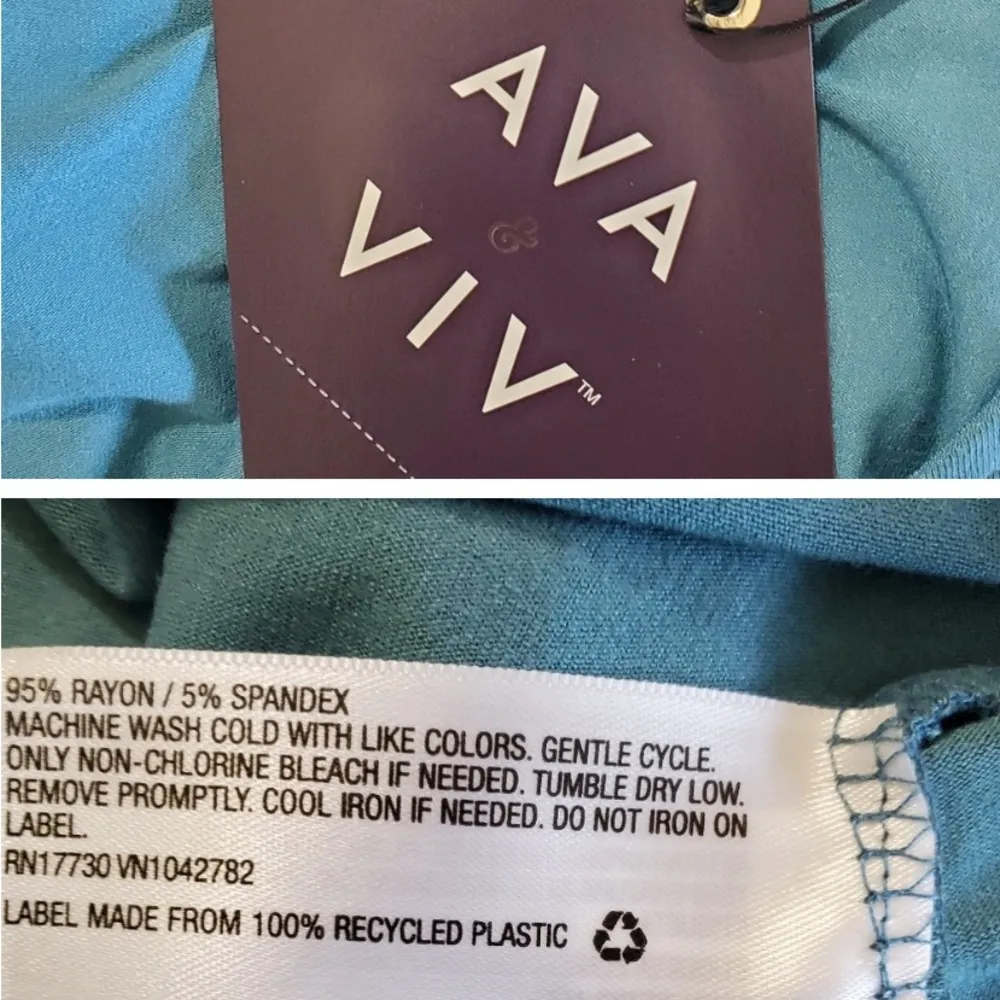 AVA
&
VIV™
95% RAYON / 5% SPANDEX
MACHINE WASH COLD WITH LIKE COLORS. GENTLE CYCLE.
ONLY NON-CHLORINE BLEACH IF NEEDED. TUMBLE DRY LOW.
REMOVE PROMPTLY. COOL IRON IF NEEDED. DO NOT IRON ON
LABEL.
RN17730 VN1042782
LABEL MADE FROM 100% RECYCLED PLASTIC